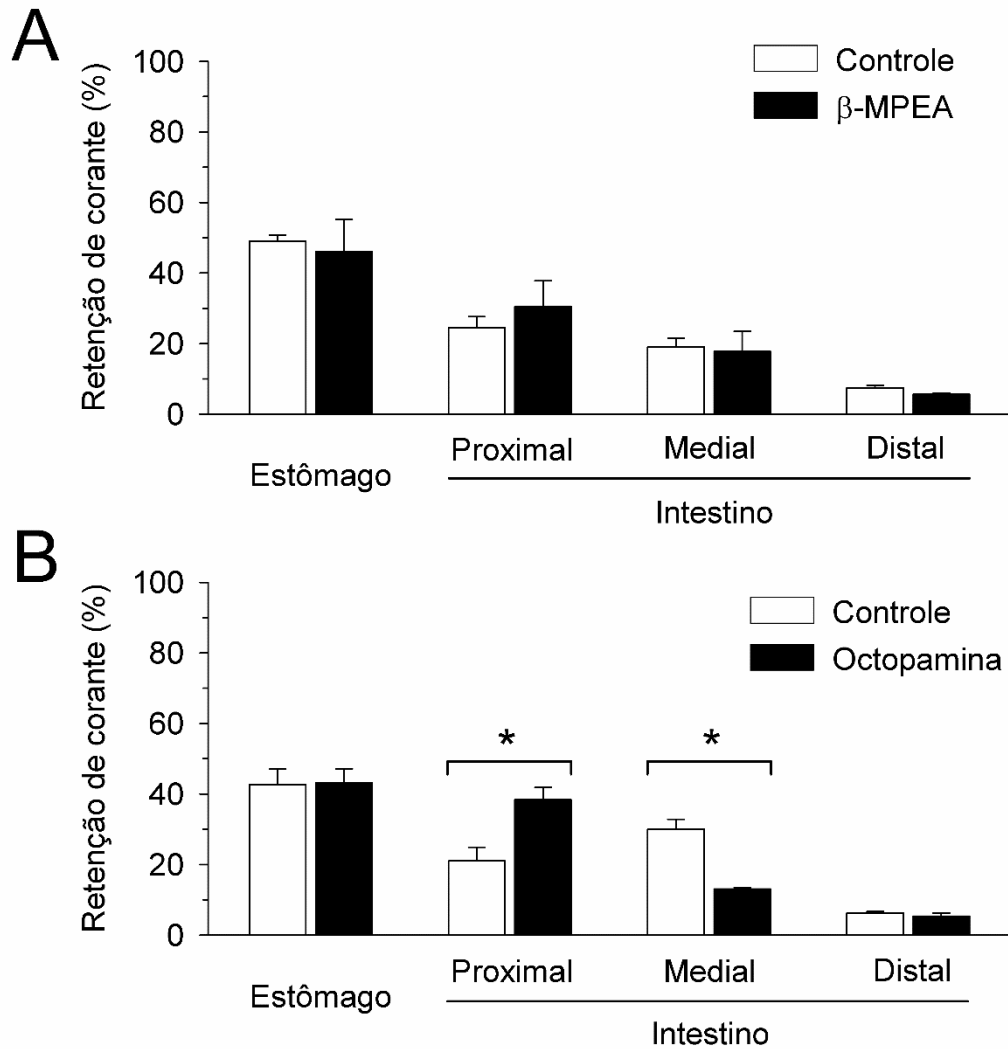 A
Retenção de corante (%)
100
80
60
40
20
0
Controle
β-MPEA
Estômago
Proximal
Medial
Distal
Intestino
B
Retenção de corante (%)
100
80
60
40
20
0
Controle
Octopamina
*
*
Estômago
Proximal
Medial
Distal
Intestino